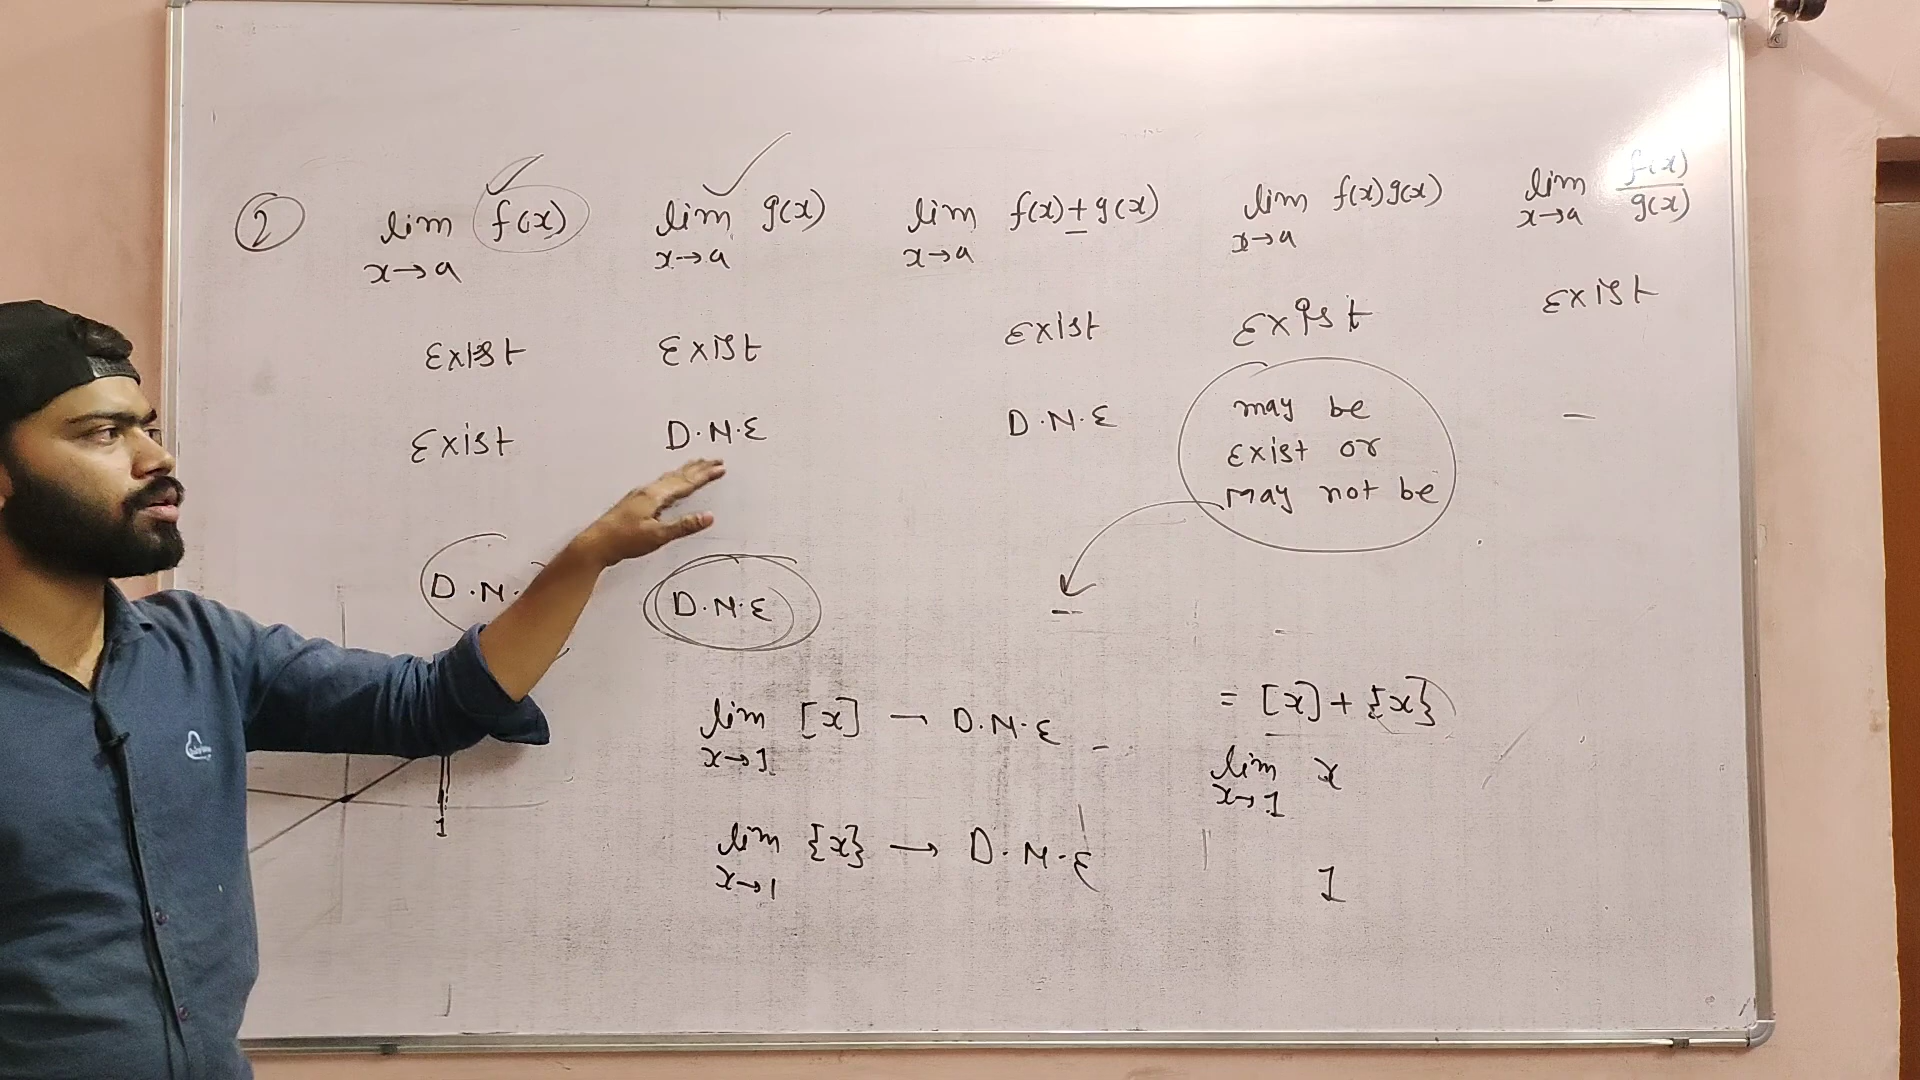 2 lim x→a f(x) lim x→a g(x) lim x→a f(x)+g(x) lim x→a f(x)g(x) lim x→a f(x)/g(x)
Exist Exist Exist Exist Exist
Exist D.N.E D.N.E may be —
exist or
may not be
D.N. D.N.E —
lim x→1 [x] — D.N.E – = [x]+{x}
lim x→1 x
1
lim x→1 {x} → D.N.E 1